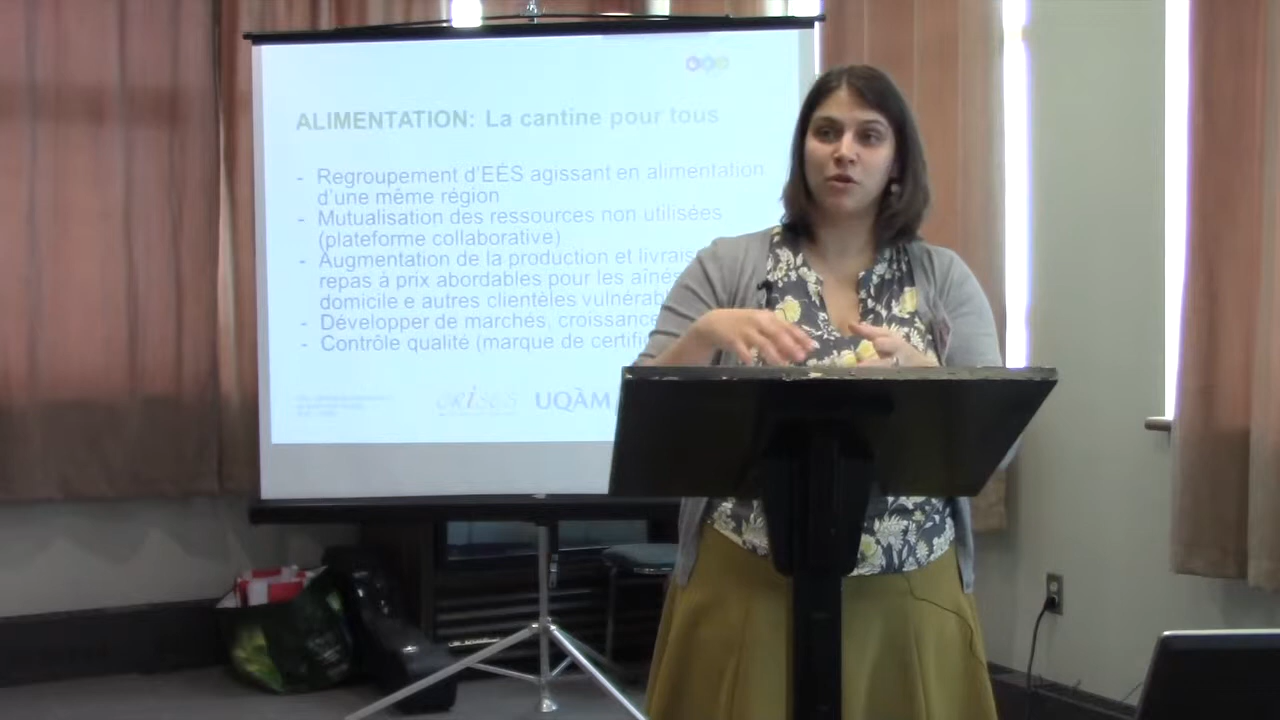 ALIMENTATION: La cantine pour tous
- Regroupement d'EÉS agissant en alimentation
d'une même région
- Mutualisation des ressources non utilisées
(plateforme collaborative)
- Augmentation de la production et
repas à prix abordables pour les aînés
domicile e autres clientèles
- Développer de marchés, croissance
- Contrôle qualité (marque de
CRISES UQÀM